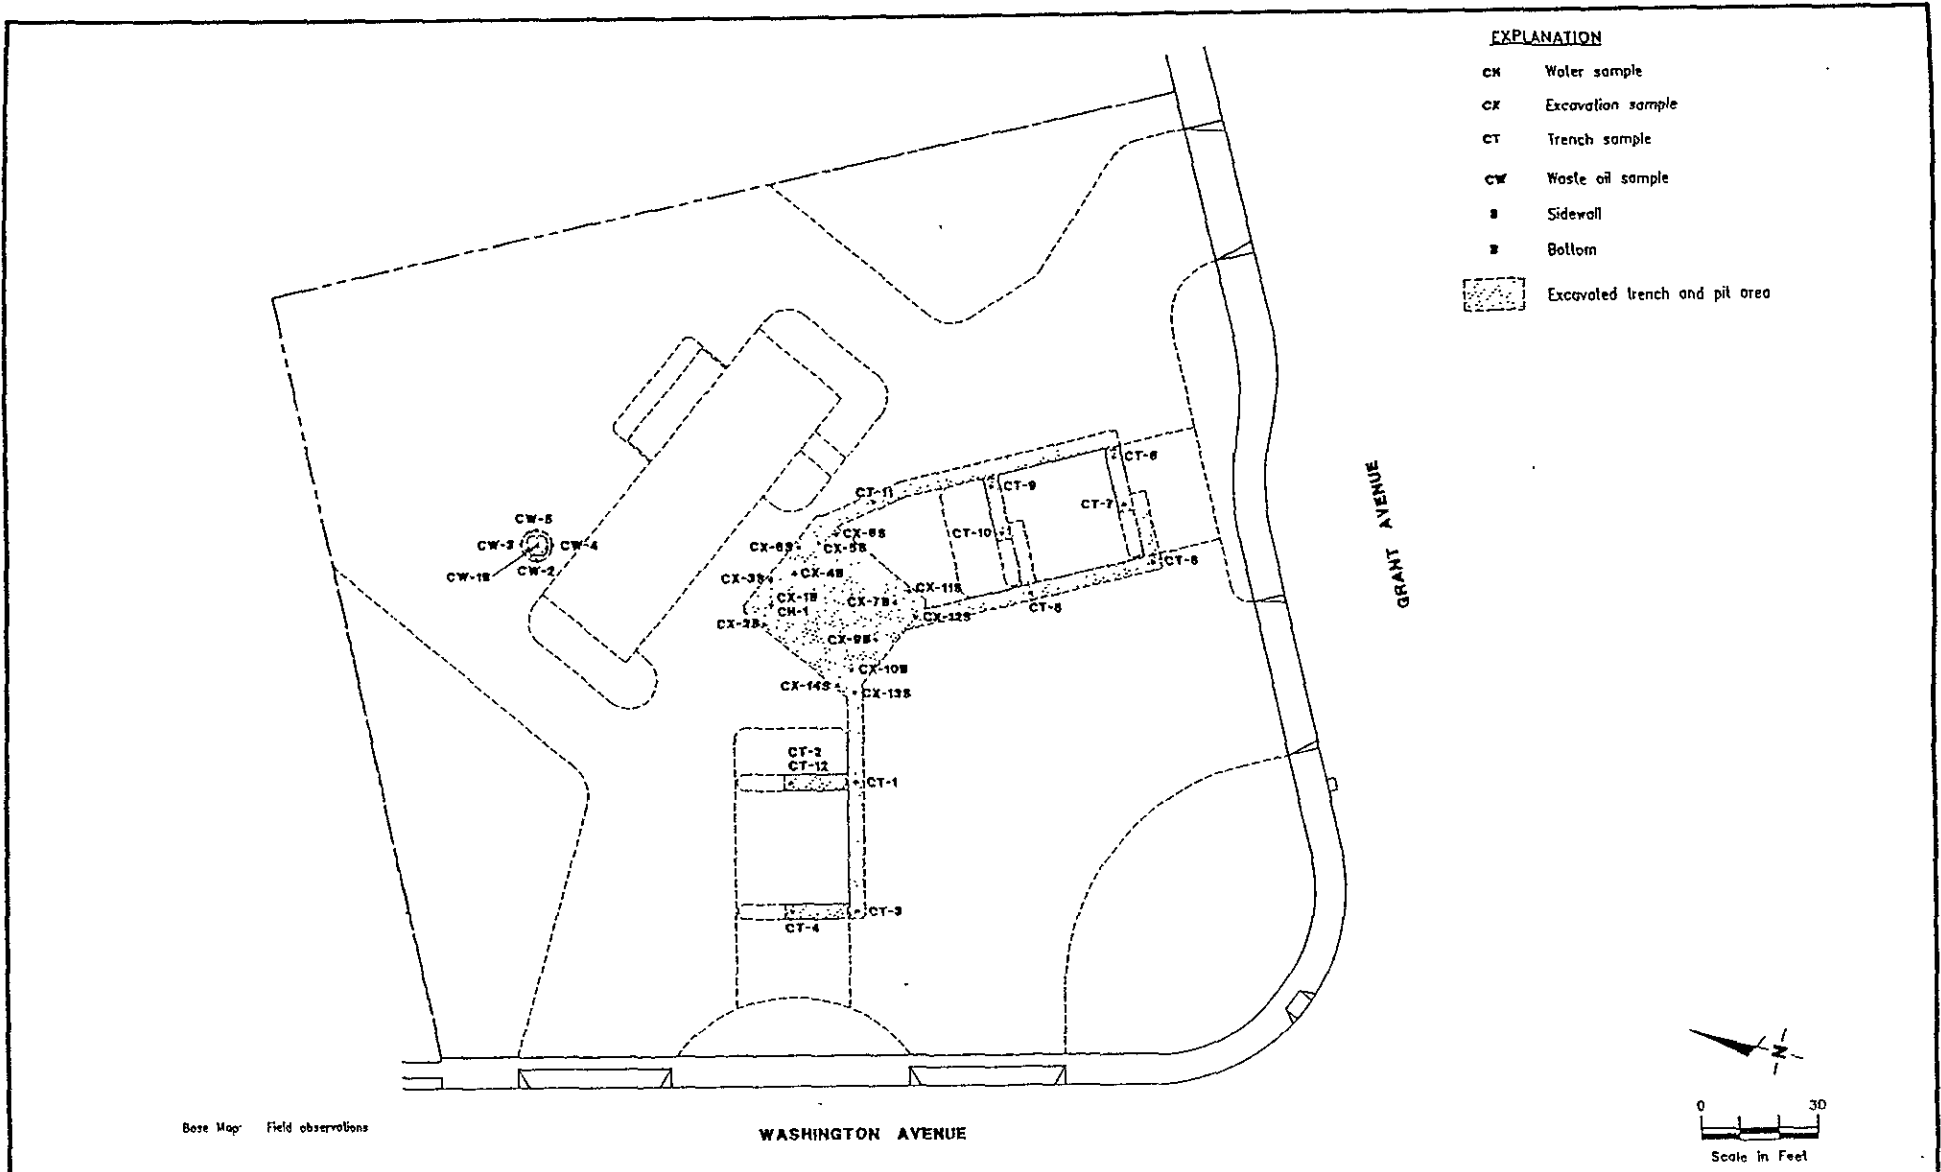 EXPLANATION
CH Water sample
CX Excavation sample
CT Trench sample
CW Waste oil sample
S Sidewall
B Bottom
Excavated trench and pit area
CT-6
CT-9
CT-7
CT-11
CW-5
CX-6S
CT-10
CW-3
CW-4
CX-6S
CX-5B
CT-8
CW-2
CW-1B
CX-3S
CX-4B
CX-11S
CX-1B
CX-7B
CH-1
CT-5
CX-12S
CX-2B
CX-9B
CX-10B
CX-14S
CX-13S
CT-2
CT-12
CT-1
CT-3
CT-4
GRANT AVENUE
N
0 30
Scale in Feet
Base Map: Field observations
WASHINGTON AVENUE